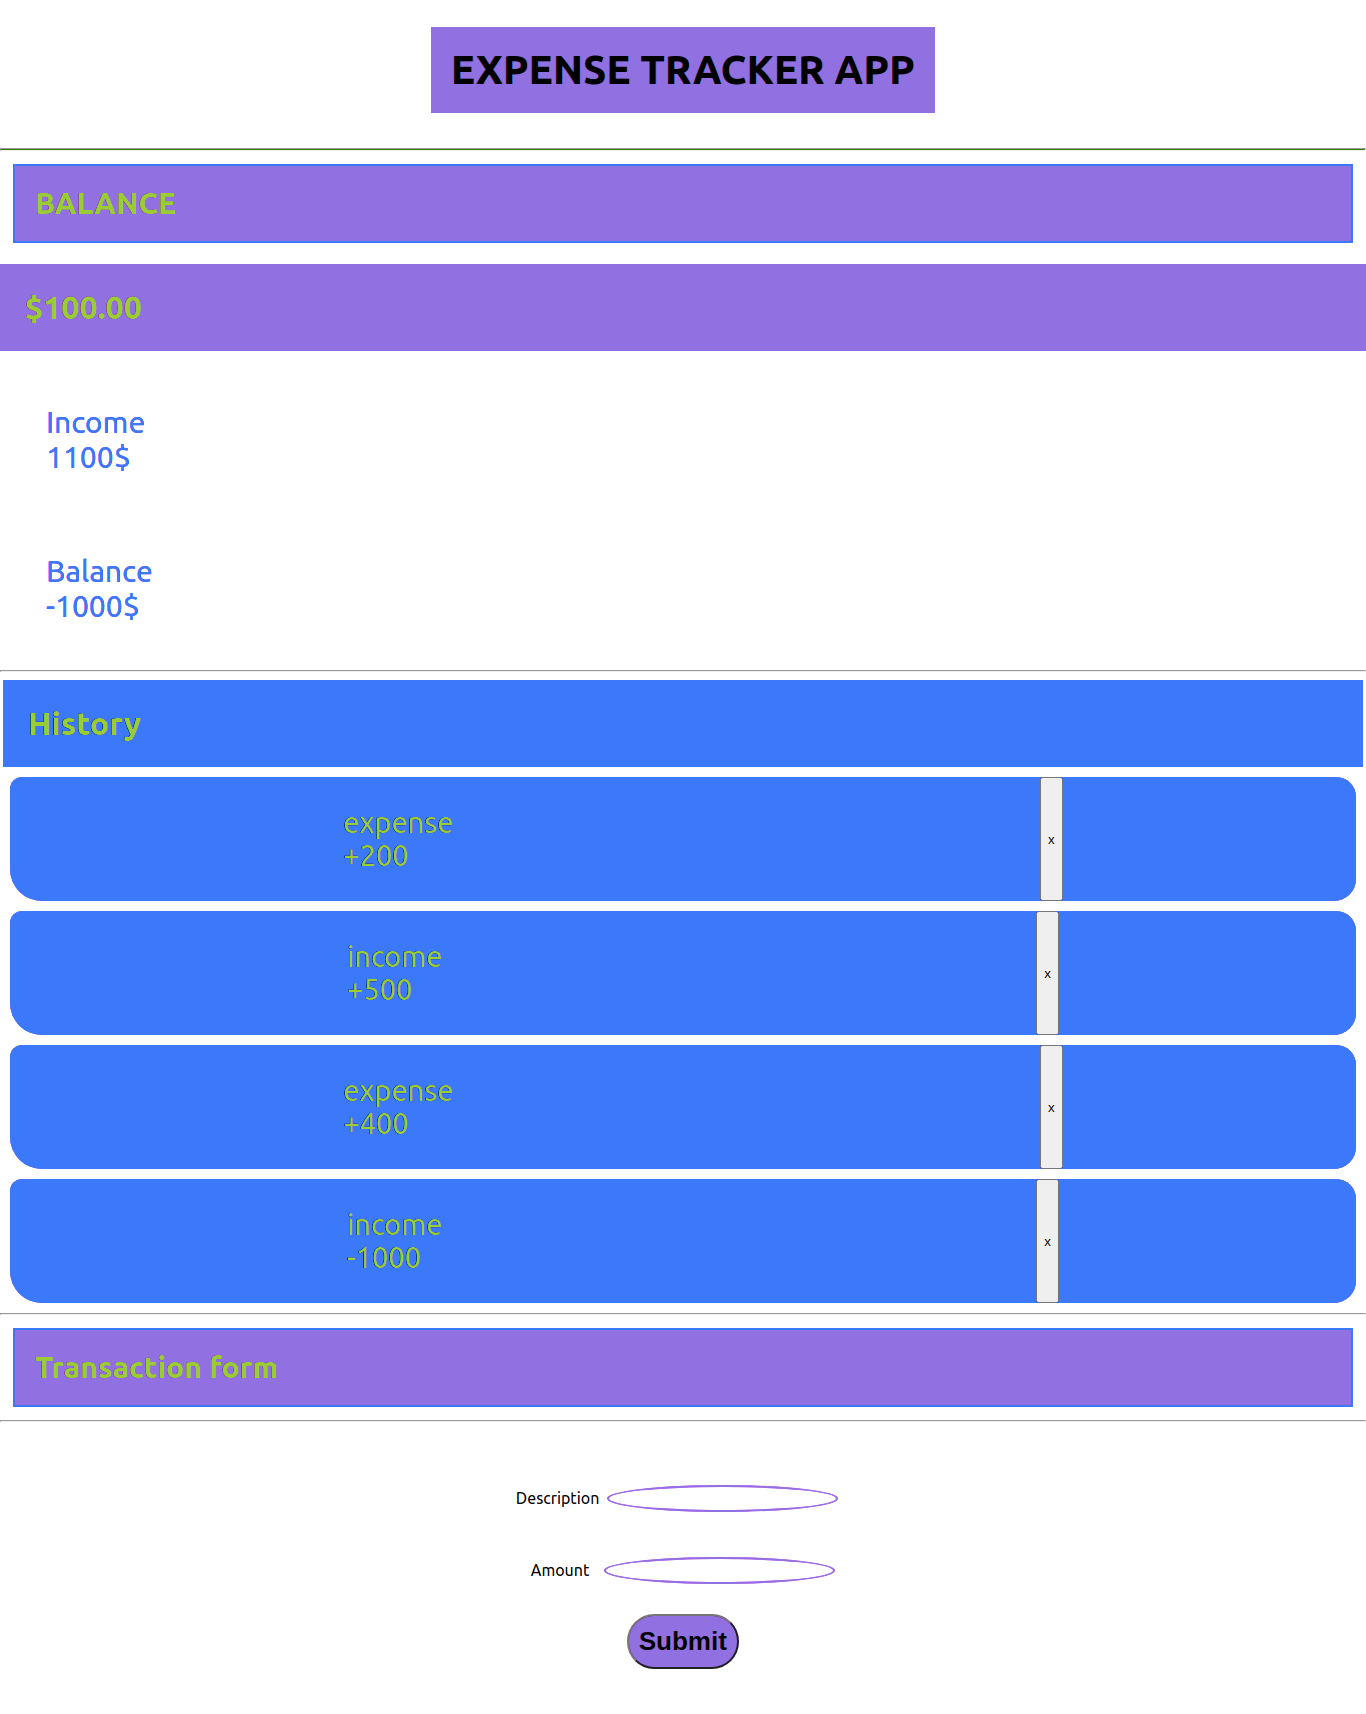 EXPENSE TRACKER APP
BALANCE
$100.00
Income
1100$
Balance
-1000$
History
expense
+200
x
income
+500
x
expense
+400
x
income
-1000
x
Transaction form
Description
Amount
Submit